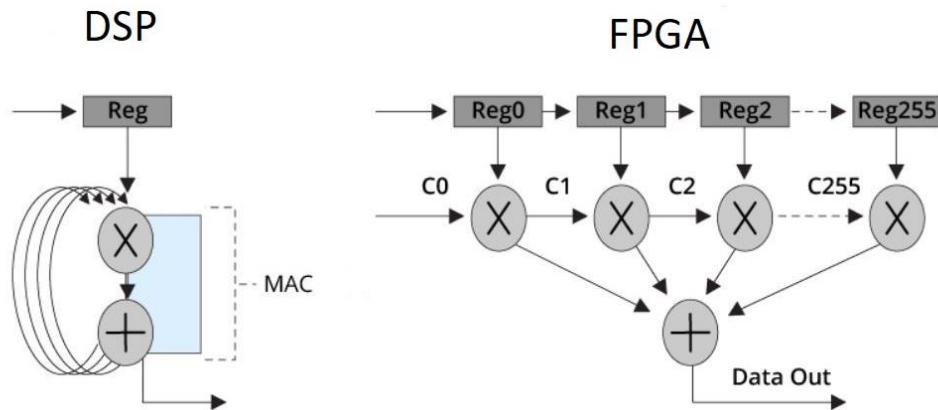 DSP
FPGA
Reg
Reg0
Reg1
Reg2
Reg255
C0
C1
C2
C255
MAC
Data Out